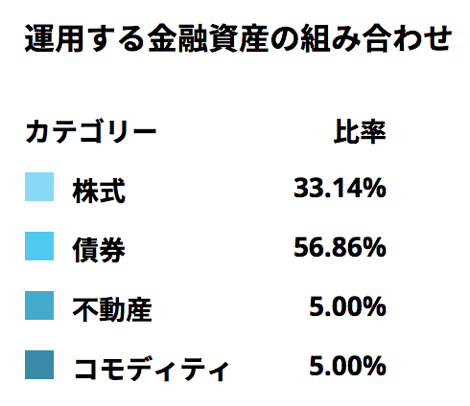 運用する金融資産の組み合わせ
カテゴリー 比率
株式 33.14%
債券 56.86%
不動産 5.00%
コモディティ 5.00%